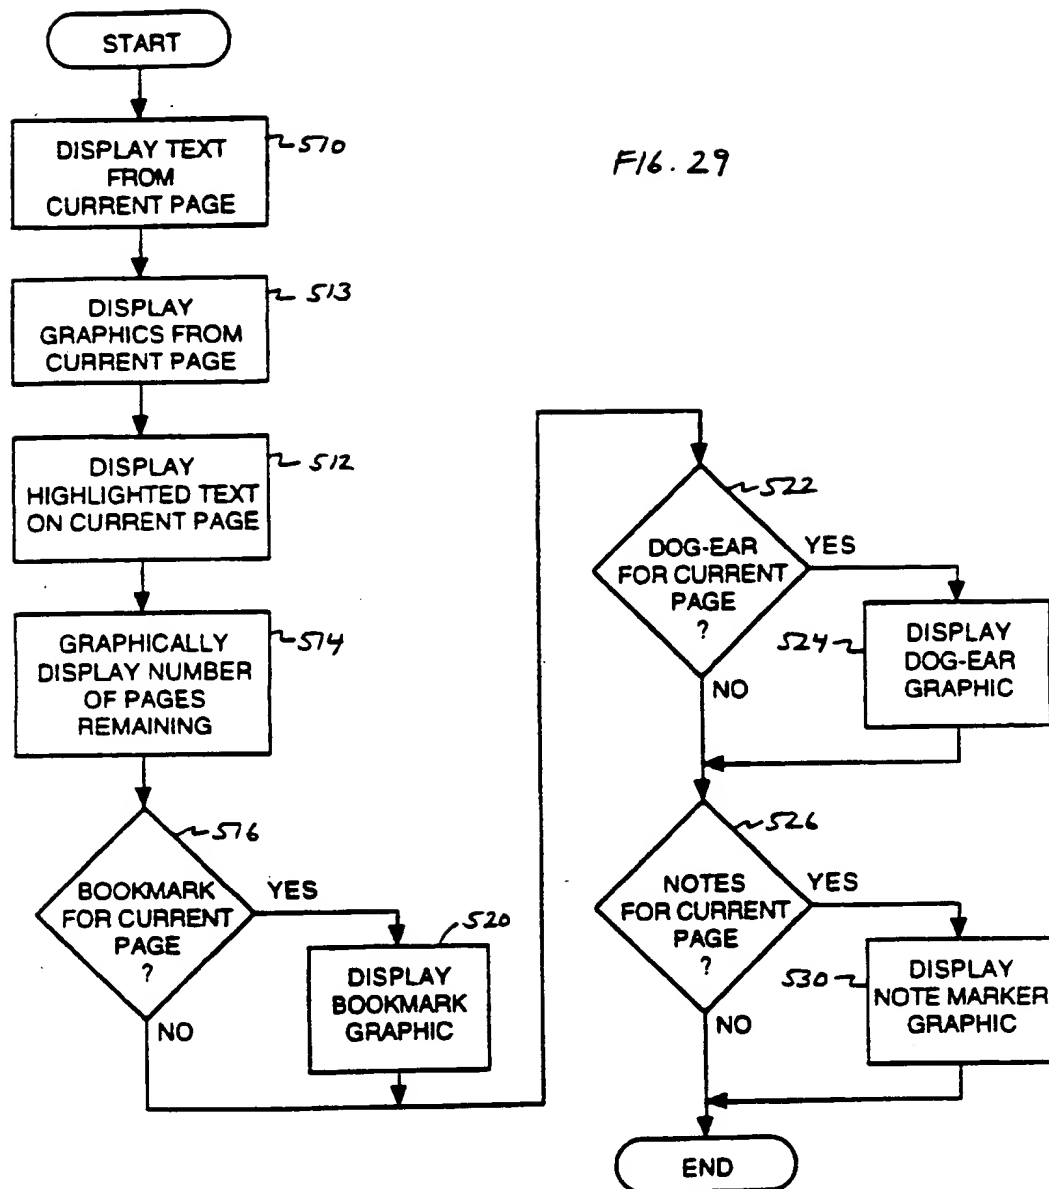 START
DISPLAY TEXT
FROM
CURRENT PAGE
510
FIG. 29
DISPLAY
GRAPHICS FROM
CURRENT PAGE
513
DISPLAY
HIGHLIGHTED TEXT
ON CURRENT PAGE
512
GRAPHICALLY
DISPLAY NUMBER
OF PAGES
REMAINING
514
516
BOOKMARK
FOR CURRENT
PAGE
?
YES
NO
520
DISPLAY
BOOKMARK
GRAPHIC
522
DOG-EAR
FOR CURRENT
PAGE
?
YES
NO
524
DISPLAY
DOG-EAR
GRAPHIC
526
NOTES
FOR CURRENT
PAGE
?
YES
NO
530
DISPLAY
NOTE MARKER
GRAPHIC
END